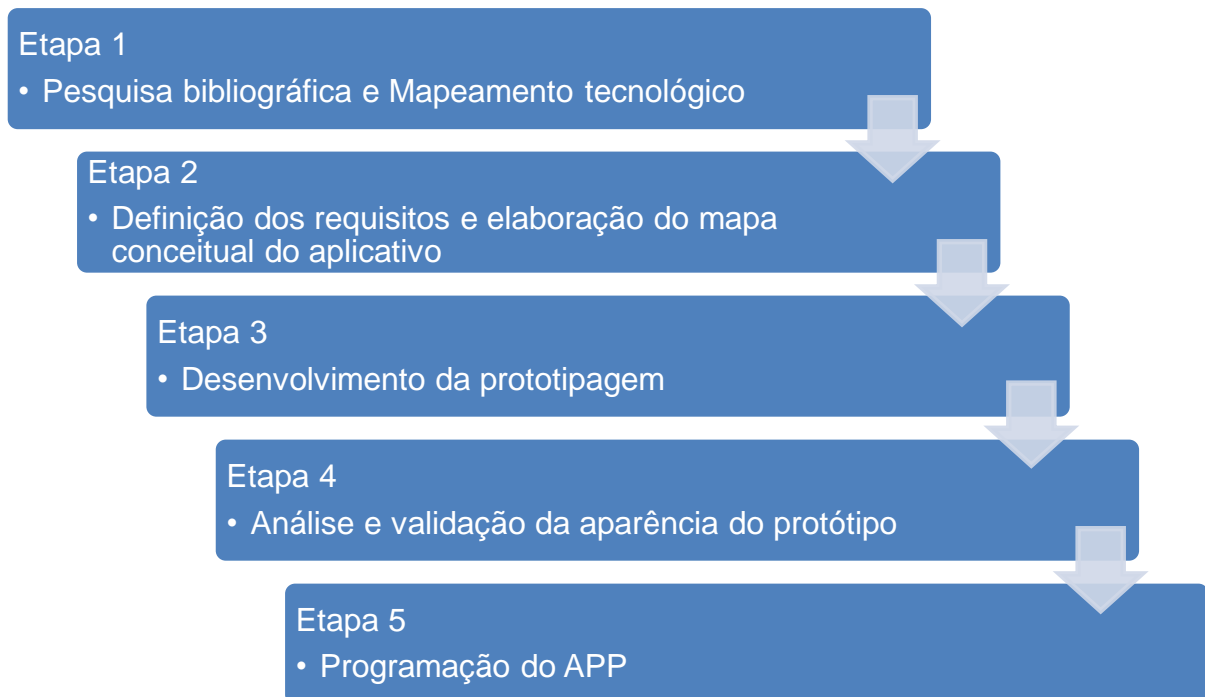 Etapa 1
• Pesquisa bibliográfica e Mapeamento tecnológico
Etapa 2
• Definição dos requisitos e elaboração do mapa
conceitual do aplicativo
Etapa 3
• Desenvolvimento da prototipagem
Etapa 4
• Análise e validação da aparência do protótipo
Etapa 5
• Programação do APP